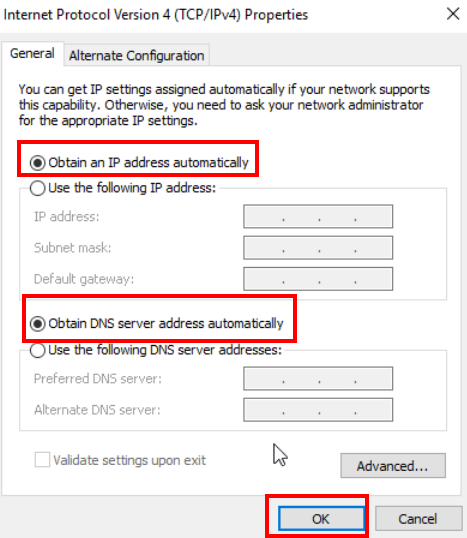 Internet Protocol Version 4 (TCP/IPv4) Properties
General
Alternate Configuration
You can get IP settings assigned automatically if your network supports
this capability. Otherwise, you need to ask your network administrator
for the appropriate IP settings.
Obtain an IP address automatically
Use the following IP address:
IP address:
Subnet mask:
Default gateway:
Obtain DNS server address automatically
Use the following DNS server addresses:
Preferred DNS server:
Alternate DNS server:
Validate settings upon exit
Advanced...
OK
Cancel